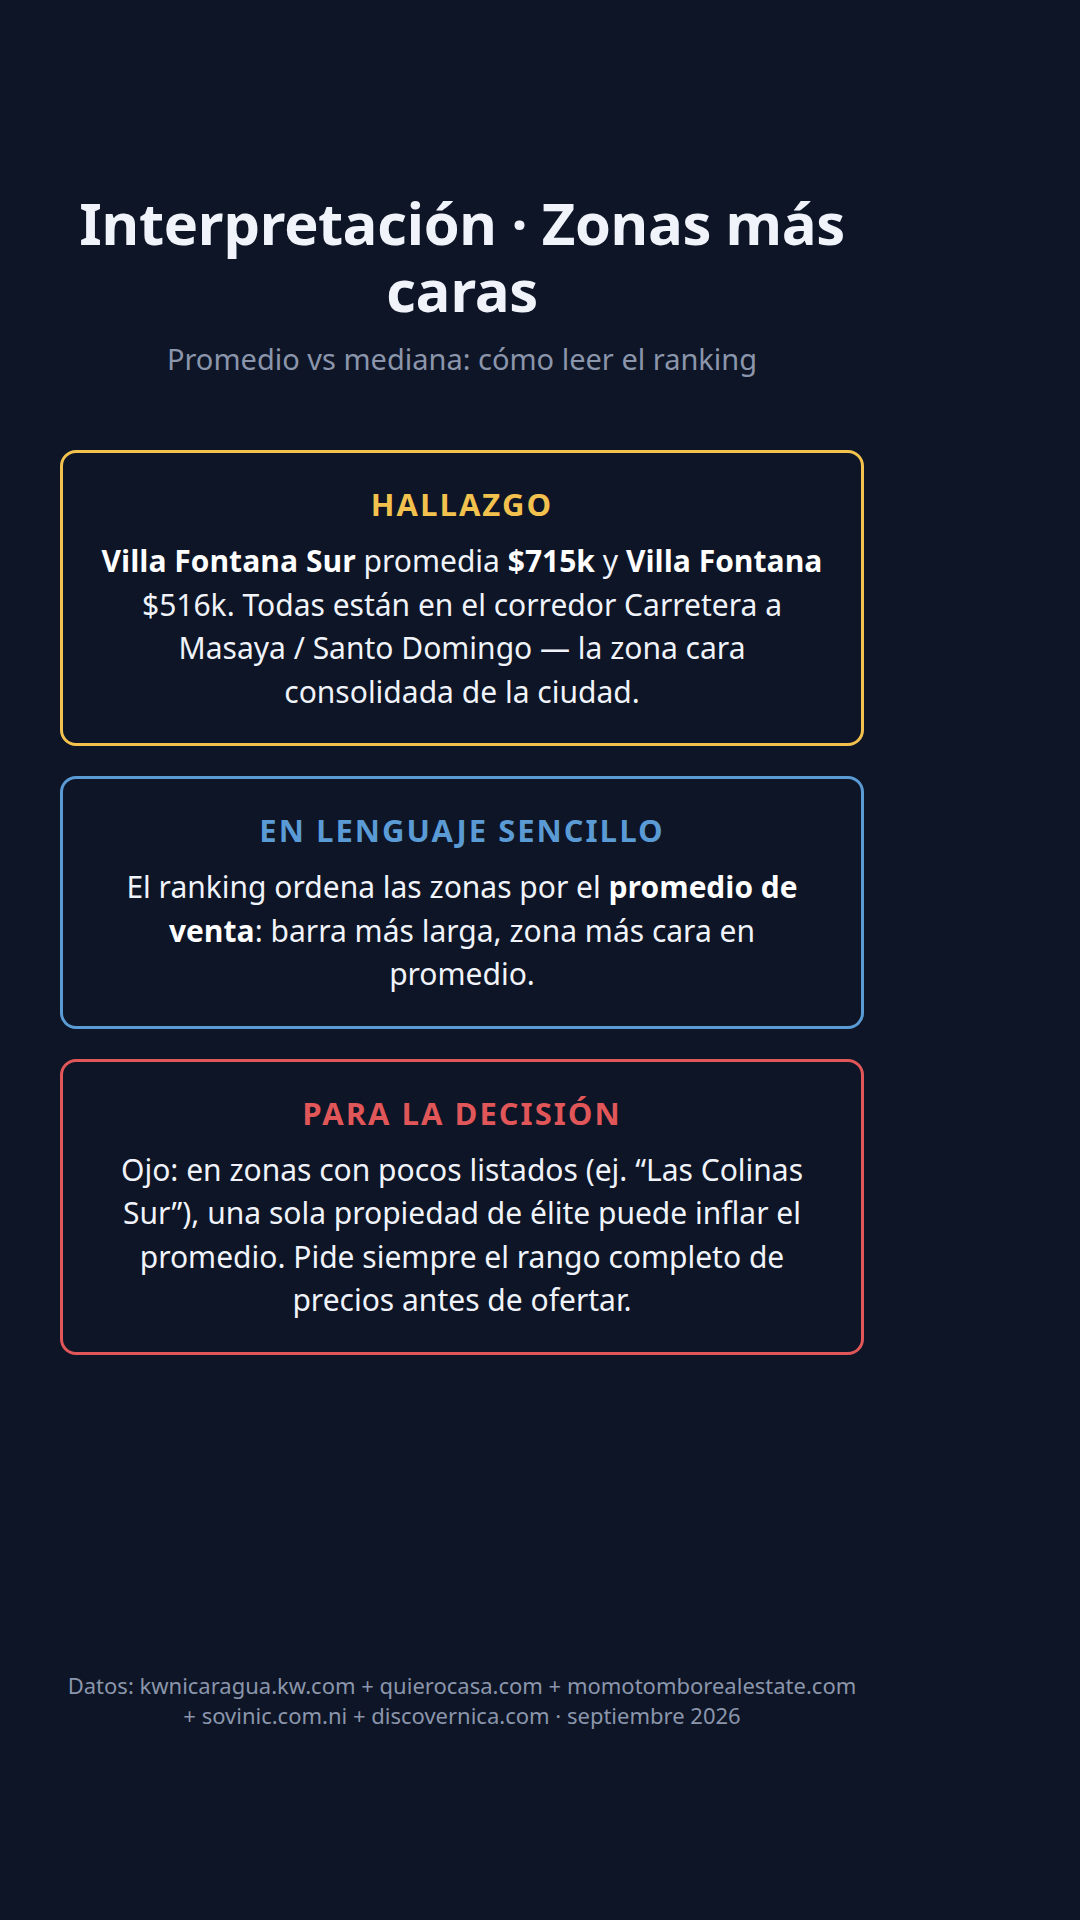 Interpretación · Zonas más
caras
Promedio vs mediana: cómo leer el ranking
HALLAZGO
Villa Fontana Sur promedia $715k y Villa Fontana
$516k. Todas están en el corredor Carretera a
Masaya / Santo Domingo — la zona cara
consolidada de la ciudad.
EN LENGUAJE SENCILLO
El ranking ordena las zonas por el promedio de
venta: barra más larga, zona más cara en
promedio.
PARA LA DECISIÓN
Ojo: en zonas con pocos listados (ej. “Las Colinas
Sur”), una sola propiedad de élite puede inflar el
promedio. Pide siempre el rango completo de
precios antes de ofertar.
Datos: kwnicaragua.kw.com + quierocasa.com + momotomborealestate.com
+ sovinic.com.ni + discovernica.com · septiembre 2026